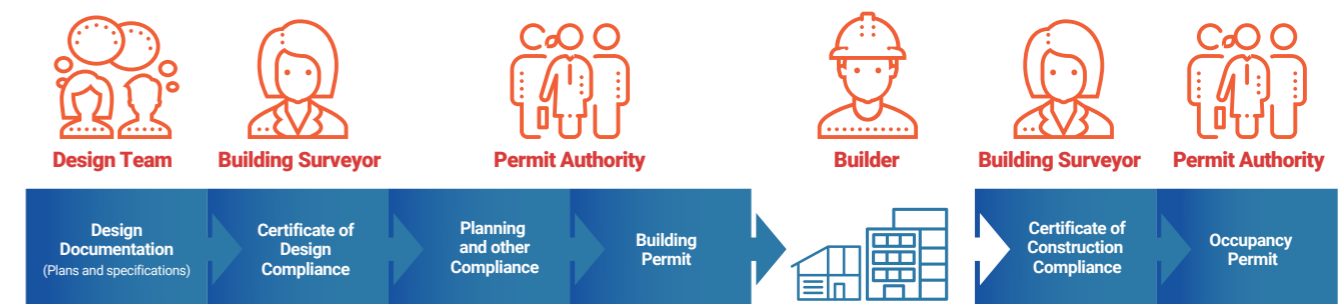 Design Team
Building Surveyor
Permit Authority
Builder
Building Surveyor
Permit Authority
Design
Documentation
(Plans and specifications)
Certificate of
Design
Compliance
Planning
and other
Compliance
Building
Permit
Certificate of
Construction
Compliance
Occupancy
Permit